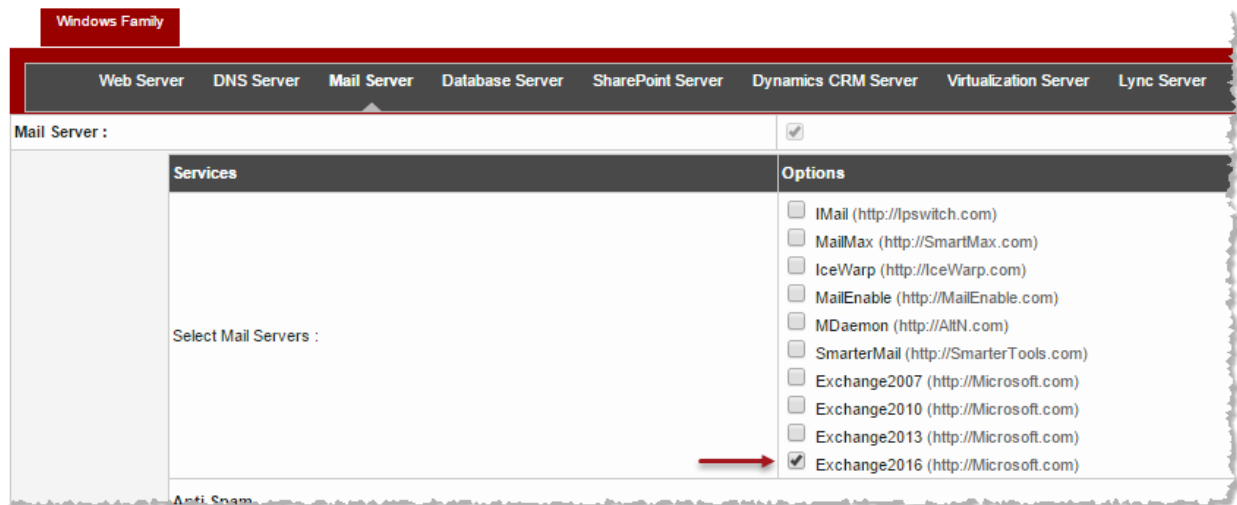 Windows Family
Web Server DNS Server Mail Server Database Server SharePoint Server Dynamics CRM Server Virtualization Server Lync Server
Mail Server :
Services Options
IMail (http://Ipswitch.com)
MailMax (http://SmartMax.com)
IceWarp (http://IceWarp.com)
MailEnable (http://MailEnable.com)
MDaemon (http://AltN.com)
Select Mail Servers :
SmarterMail (http://SmarterTools.com)
Exchange2007 (http://Microsoft.com)
Exchange2010 (http://Microsoft.com)
Exchange2013 (http://Microsoft.com)
Exchange2016 (http://Microsoft.com)
Anti Spam